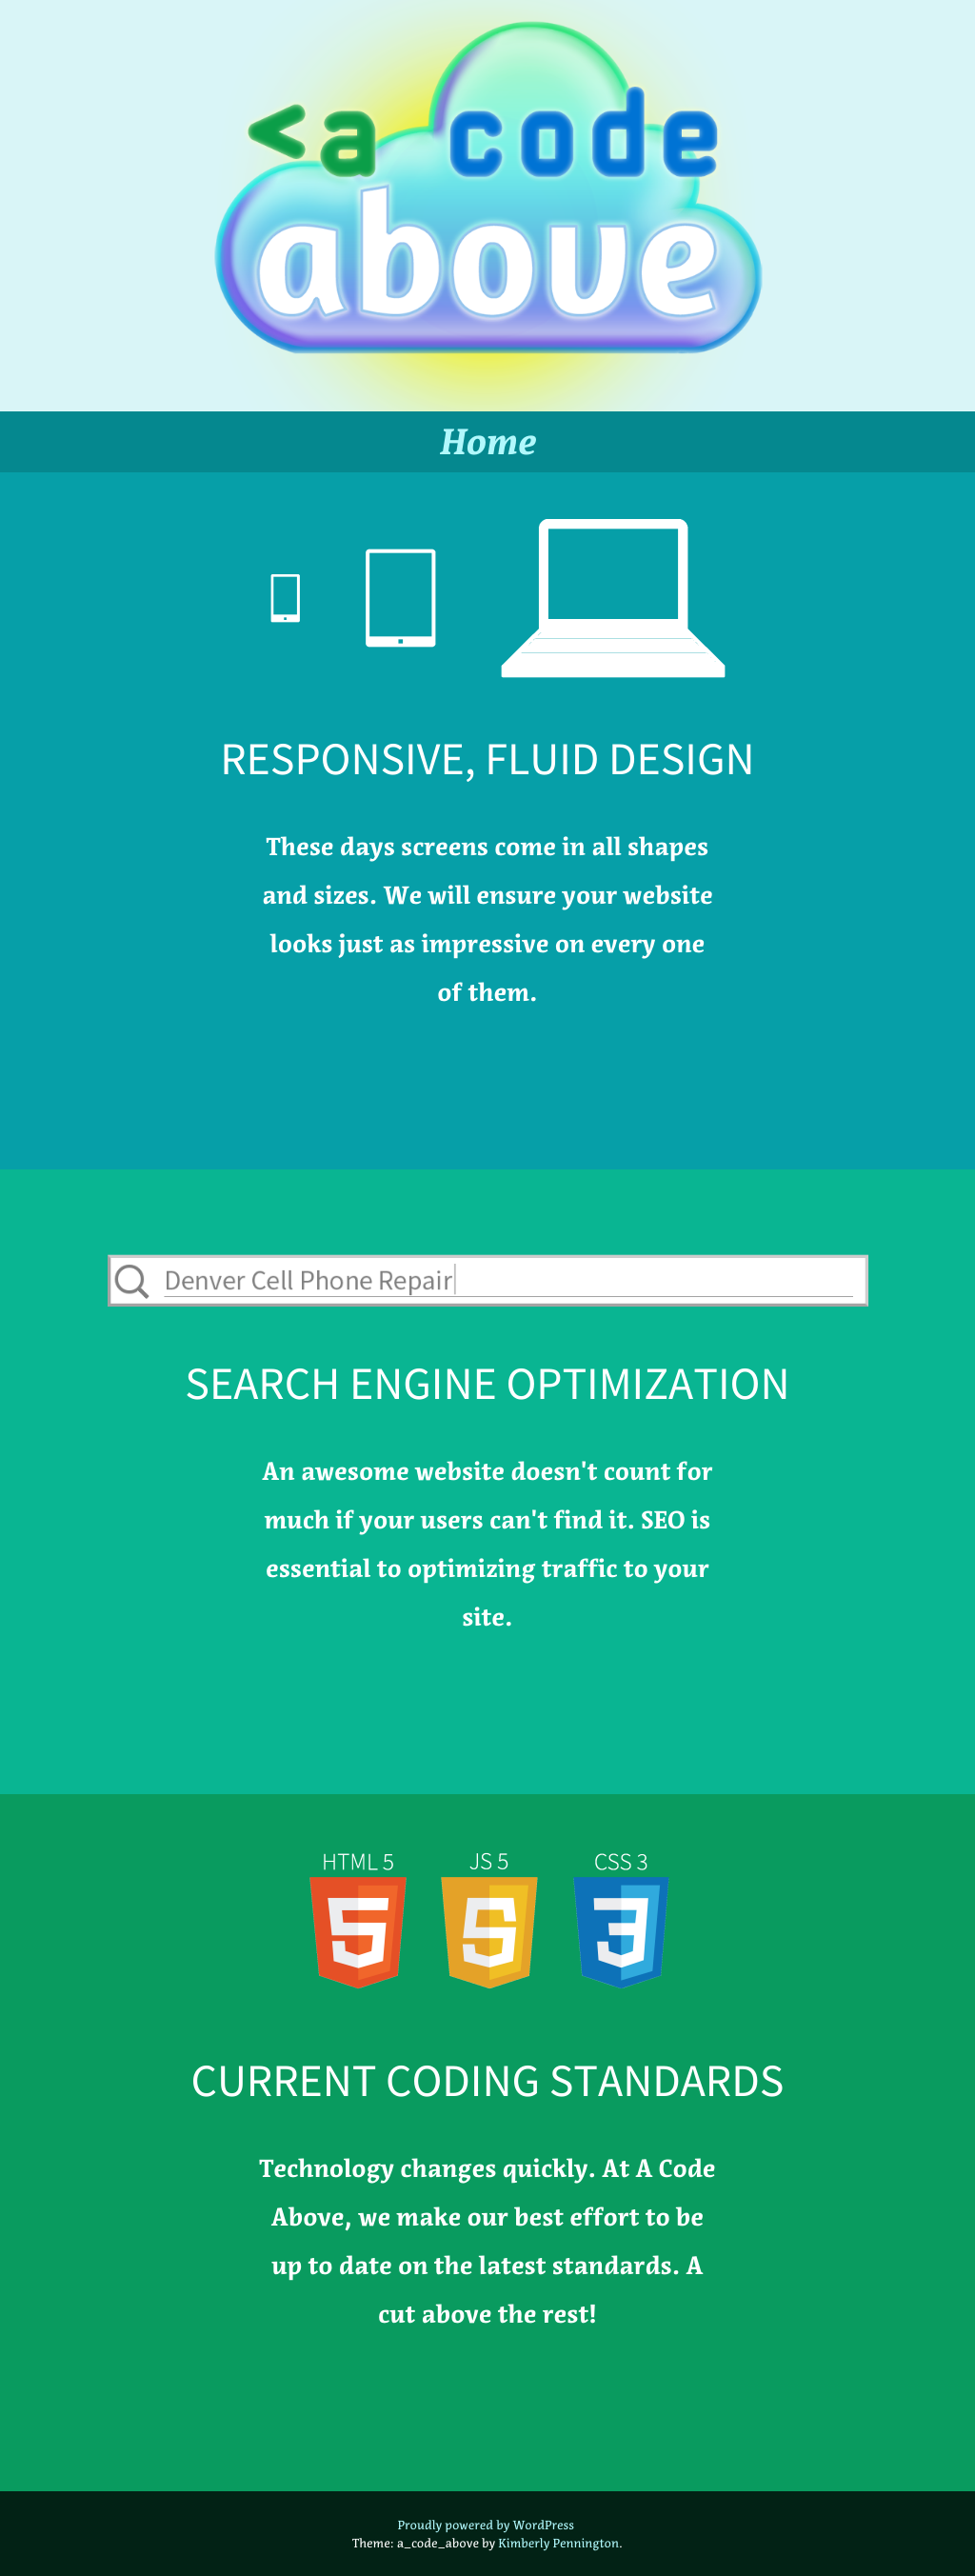 <a code
above
Home
RESPONSIVE, FLUID DESIGN
These days screens come in all shapes
and sizes. We will ensure your website
looks just as impressive on every one
of them.
Denver Cell Phone Repair
SEARCH ENGINE OPTIMIZATION
An awesome website doesn't count for
much if your users can't find it. SEO is
essential to optimizing traffic to your
site.
HTML 5 JS 5 CSS 3
5 5 3
CURRENT CODING STANDARDS
Technology changes quickly. At A Code
Above, we make our best effort to be
up to date on the latest standards. A
cut above the rest!
Proudly powered by WordPress
Theme: a_code_above by Kimberly Pennington.